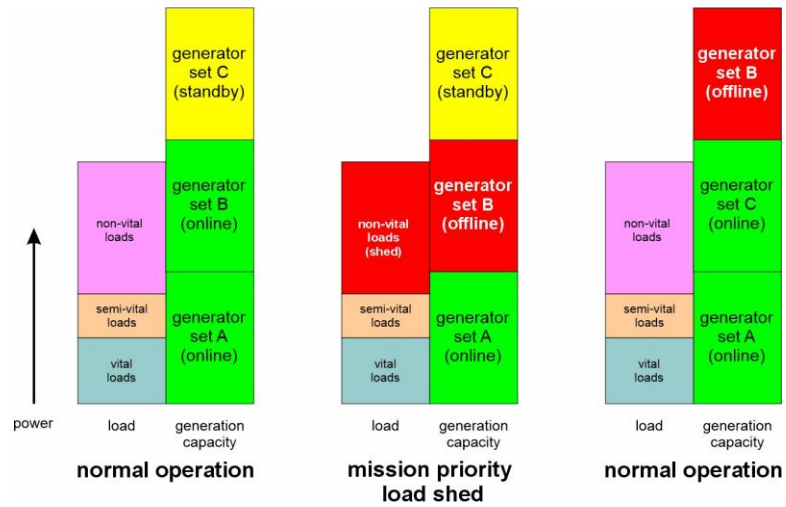 generator
set C
(standby)
generator
set B
(online)
generator
set A
(online)
non-vital
loads
semi-vital
loads
vital
loads
power
load
generation
capacity
normal operation
generator
set C
(standby)
generator
set B
(offline)
generator
set A
(online)
non-vital
loads
(shed)
semi-vital
loads
vital
loads
load
generation
capacity
mission priority
load shed
generator
set B
(offline)
generator
set C
(online)
generator
set A
(online)
non-vital
loads
semi-vital
loads
vital
loads
load
generation
capacity
normal operation